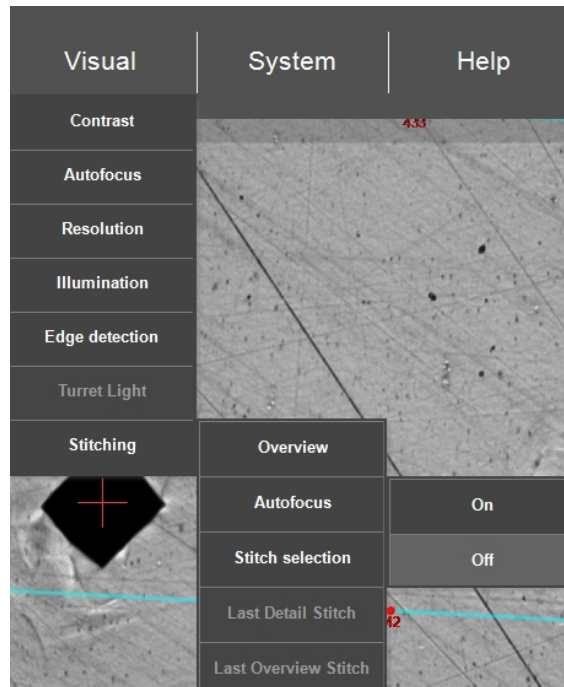 Visual
System
Help
Contrast
433
Autofocus
Resolution
Illumination
Edge detection
Turret Light
Stitching
Overview
Autofocus
On
Stitch selection
Off
Last Detail Stitch
Last Overview Stitch